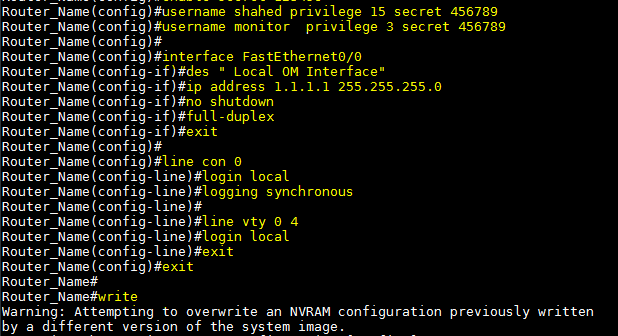 Router_Name(config)#username shahed privilege 15 secret 456789
Router_Name(config)#username monitor  privilege 3 secret 456789
Router_Name(config)#
Router_Name(config)#interface FastEthernet0/0
Router_Name(config-if)#des " Local OM Interface"
Router_Name(config-if)#ip address 1.1.1.1 255.255.255.0
Router_Name(config-if)#no shutdown
Router_Name(config-if)#full-duplex
Router_Name(config-if)#exit
Router_Name(config)#
Router_Name(config)#line con 0
Router_Name(config-line)#login local
Router_Name(config-line)#logging synchronous
Router_Name(config-line)#
Router_Name(config-line)#line vty 0 4
Router_Name(config-line)#login local
Router_Name(config-line)#exit
Router_Name(config)#exit
Router_Name#
Router_Name#write
Warning: Attempting to overwrite an NVRAM configuration previously written
by a different version of the system image.